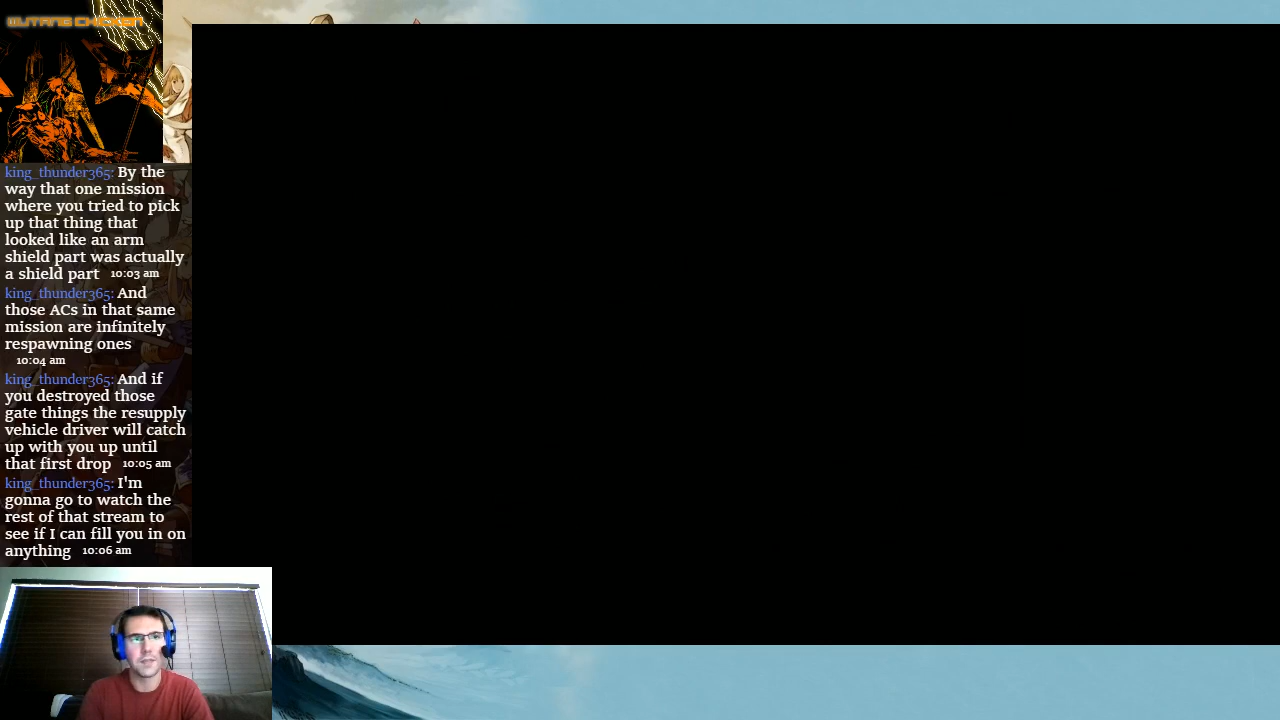 WUTANG CHICKEN
king_thunder365: By the
way that one mission
where you tried to pick
up that thing that
looked like an arm
shield part was actually
a shield part 10:03 am
king_thunder365: And
those ACs in that same
mission are infinitely
respawning ones
10:04 am
king_thunder365: And if
you destroyed those
gate things the resupply
vehicle driver will catch
up with you up until
that first drop 10:05 am
king_thunder365: I'm
gonna go to watch the
rest of that stream to
see if I can fill you in on
anything 10:06 am